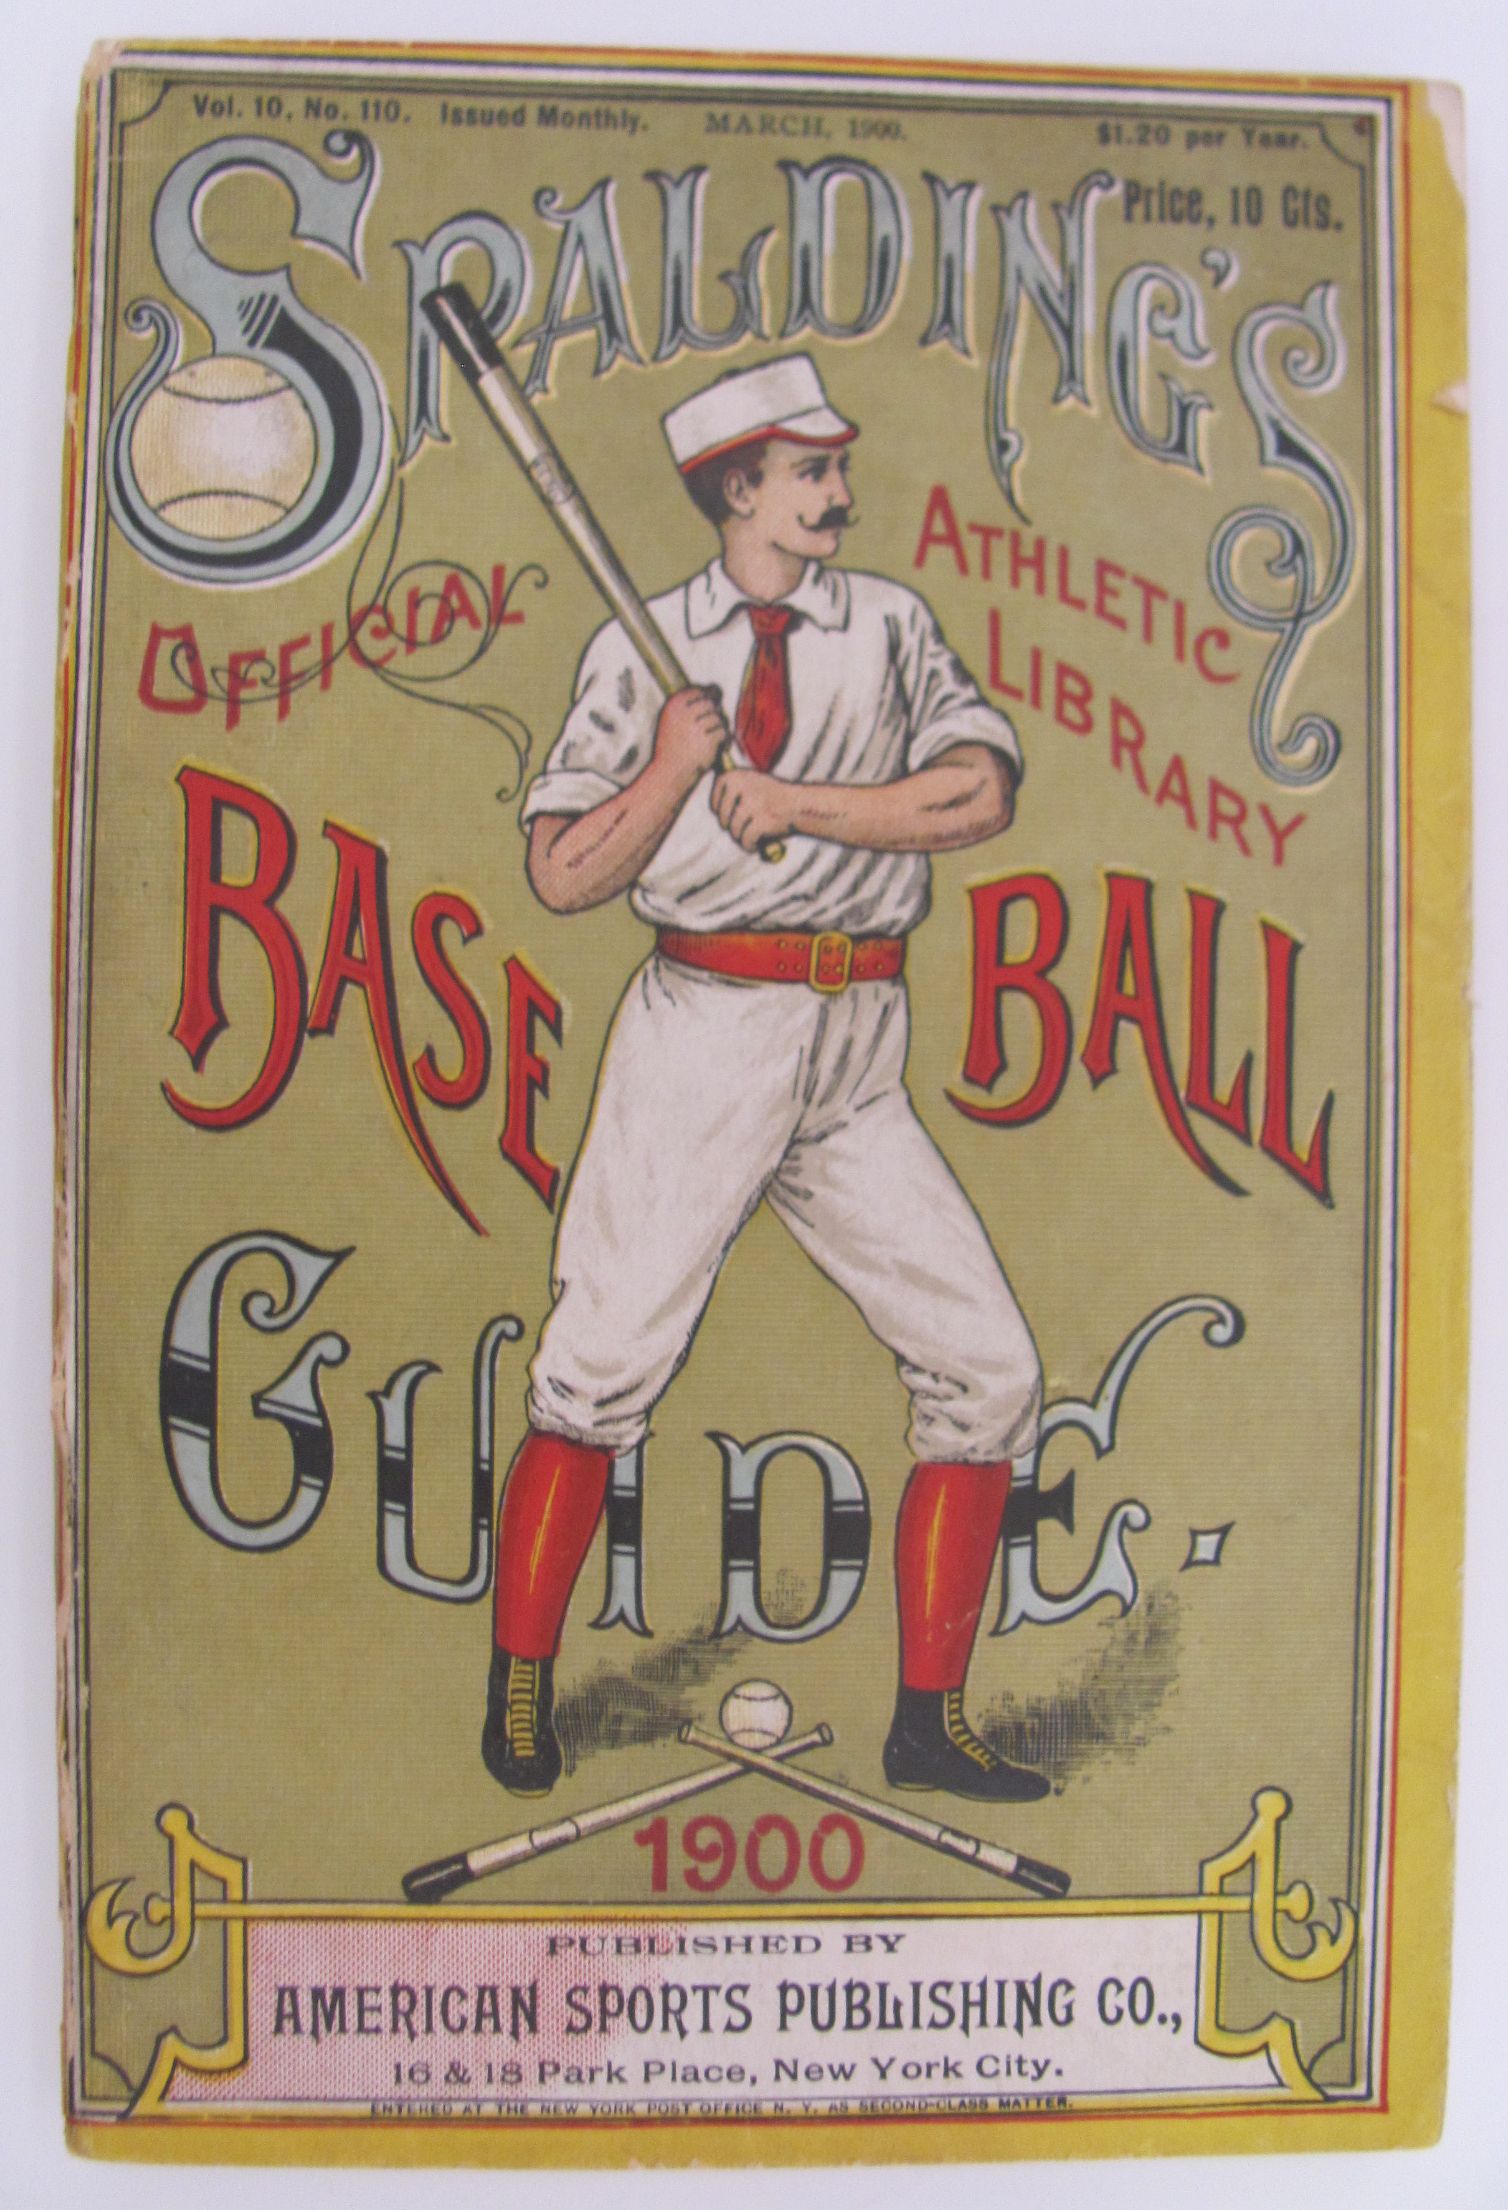 Vol. 10, No. 110. Issued Monthly. MARCH, 1900. $1.20 per Year.
Price, 10 Cts.
SPALDING'S
OFFICIAL
ATHLETIC
LIBRARY
BASE BALL
GUIDE.
1900
PUBLISHED BY
AMERICAN SPORTS PUBLISHING CO.,
16 & 18 Park Place, New York City.
ENTERED AT THE NEW YORK POST OFFICE N. Y. AS SECOND-CLASS MATTER.